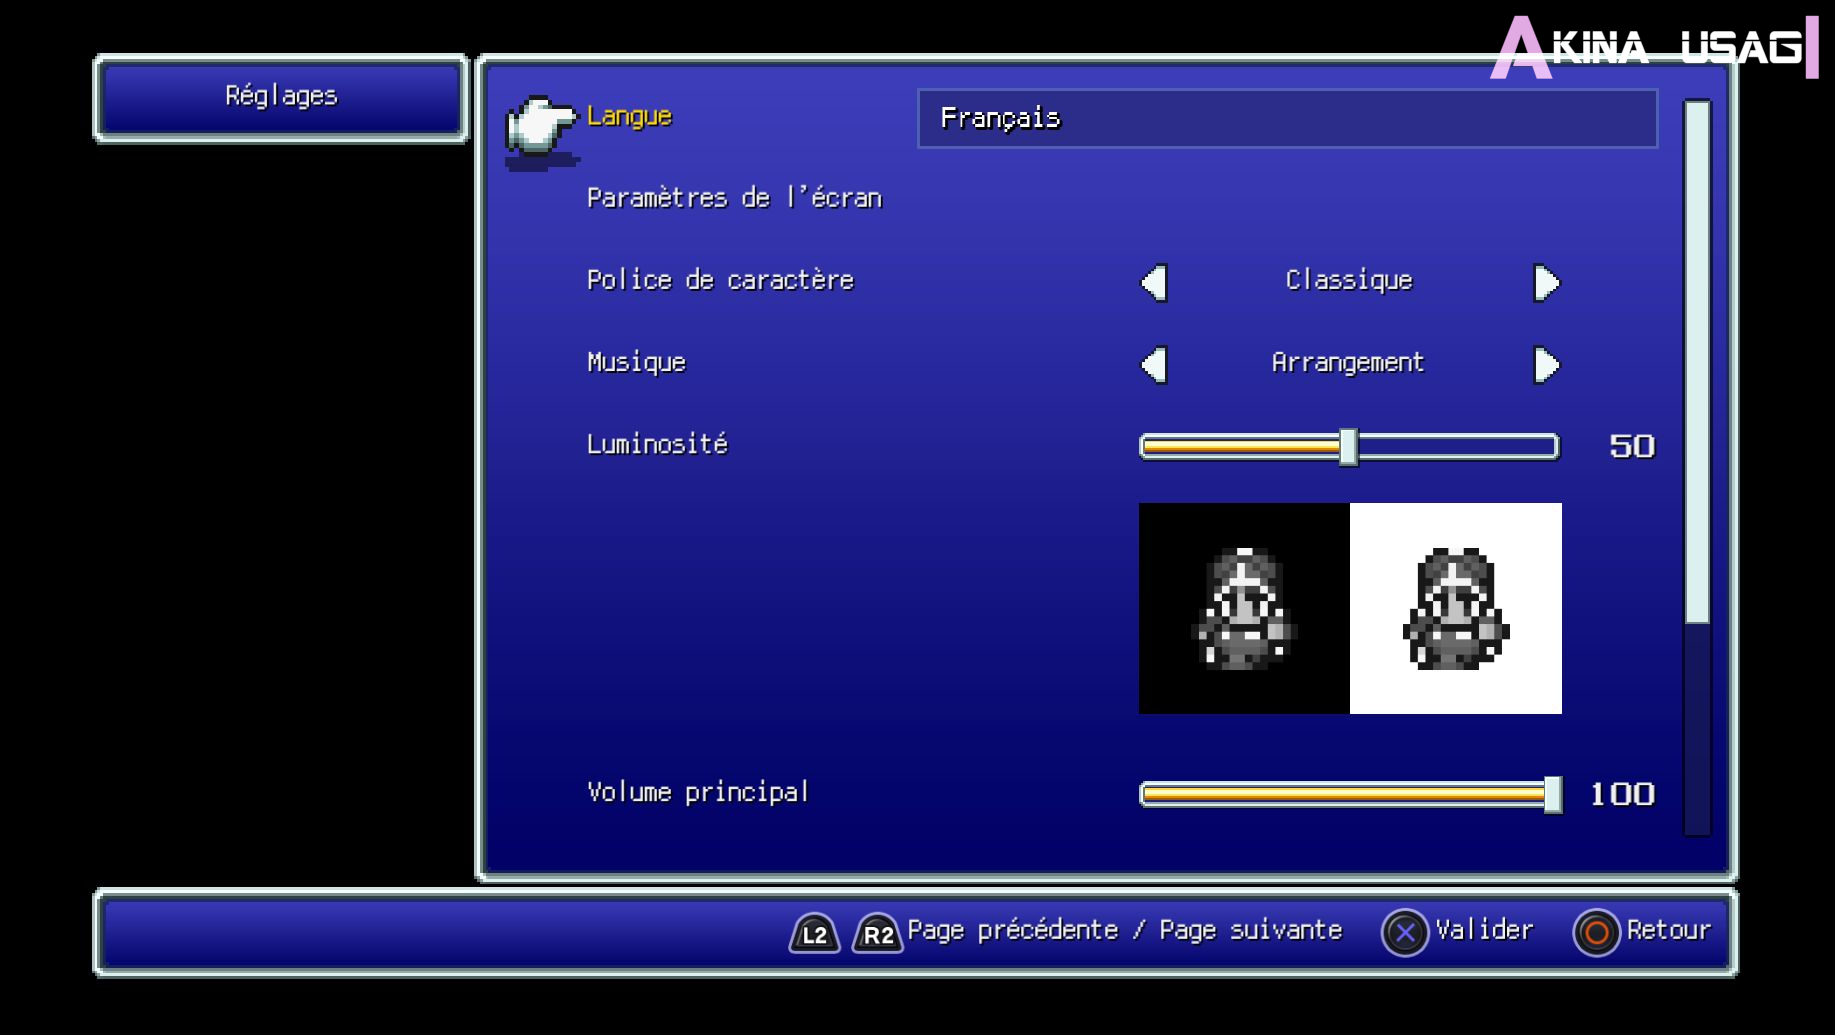 AKINA USAGI
Réglages
Langue
Français
Paramètres de l'écran
Police de caractère
Classique
Musique
Arrangement
Luminosité
50
Volume principal
100
L2 R2 Page précédente / Page suivante Valider Retour